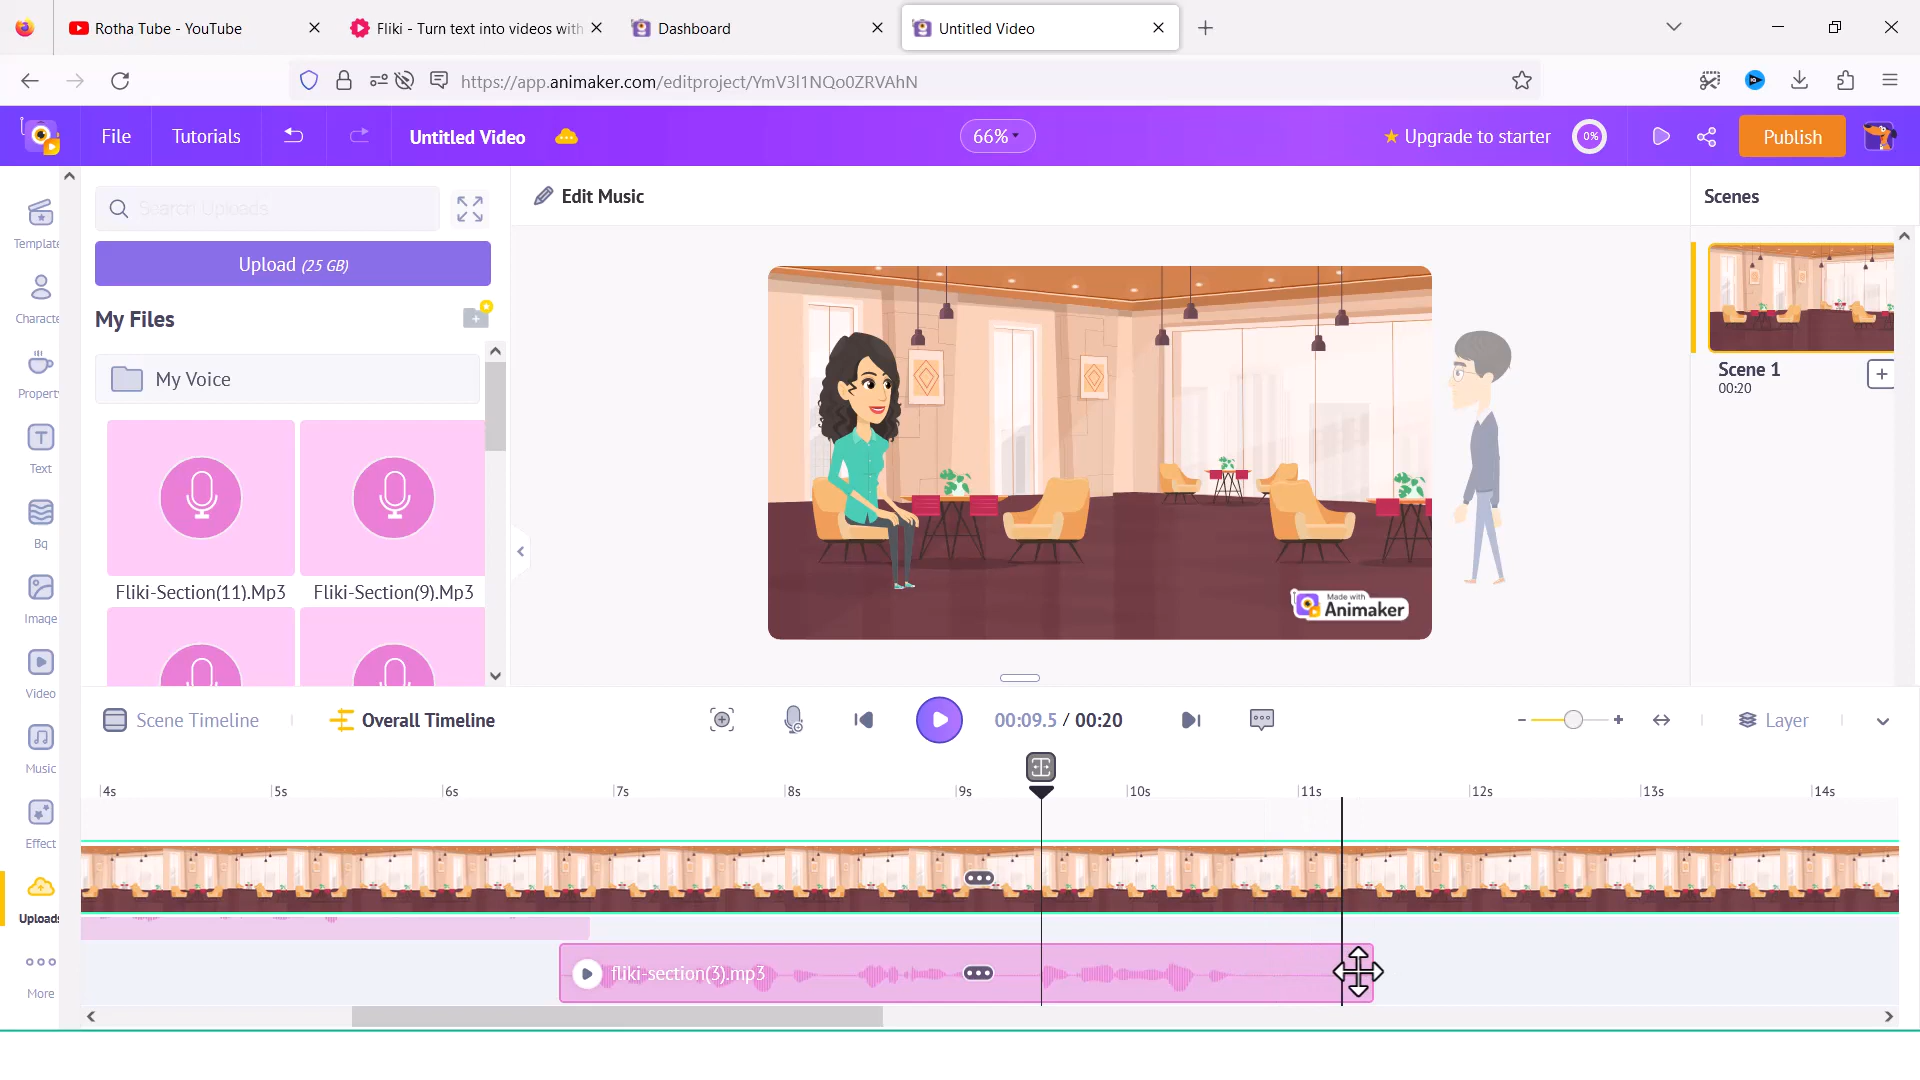 Rotha Tube - YouTube
Fliki - Turn text into videos with
Dashboard
Untitled Video
https://app.animaker.com/editproject/YmV3l1NQo0ZRVAhN
File
Tutorials
Untitled Video
66%
Upgrade to starter
0%
Publish
Search Uploads
Edit Music
Scenes
Upload (25 GB)
My Files
My Voice
Fliki-Section(11).Mp3
Fliki-Section(9).Mp3
Template
Characte
Property
Text
Bg
Image
Video
Music
Effect
Uploads
More
Made with
Animaker
Scene 1
00:20
Scene Timeline
Overall Timeline
00:09.5 / 00:20
Layer
4s 5s 6s 7s 8s 9s 10s 11s 12s 13s 14s
fliki-section(3).mp3